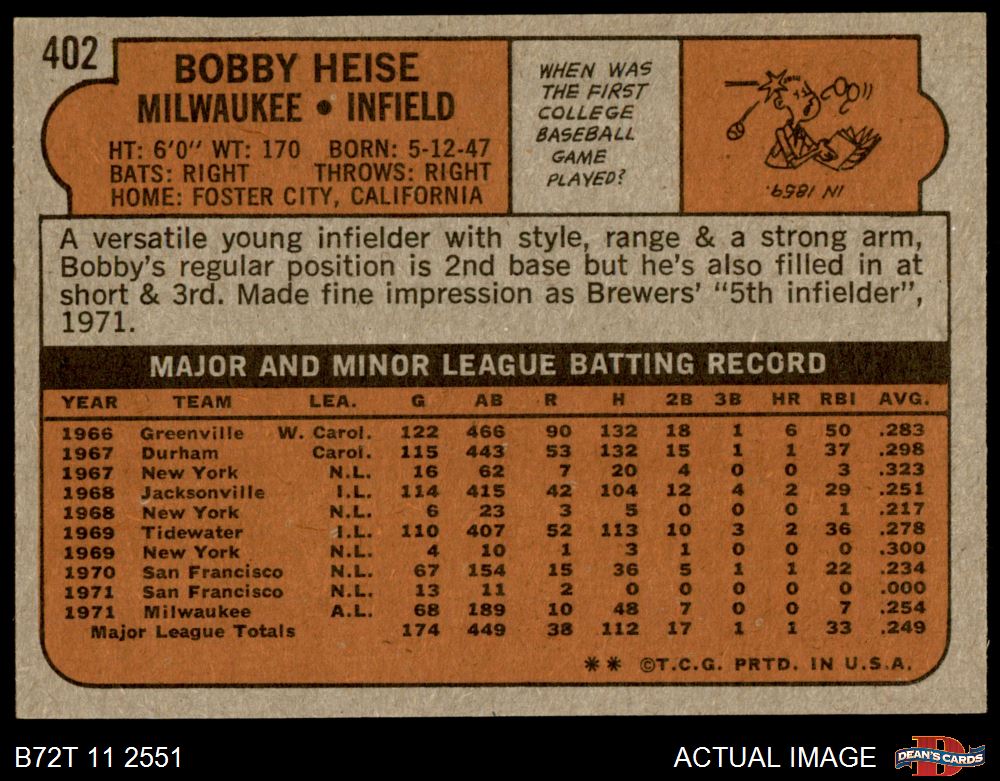 402
BOBBY HEISE
MILWAUKEE • INFIELD
HT: 6'0" WT: 170 BORN: 5-12-47
BATS: RIGHT THROWS: RIGHT
HOME: FOSTER CITY, CALIFORNIA
WHEN WAS
THE FIRST
COLLEGE
BASEBALL
GAME
PLAYED?
IN 1859.
A versatile young infielder with style, range & a strong arm,
Bobby's regular position is 2nd base but he's also filled in at
short & 3rd. Made fine impression as Brewers' "5th infielder",
1971.
MAJOR AND MINOR LEAGUE BATTING RECORD
YEAR TEAM LEA. G AB R H 2B 3B HR RBI AVG.
1966 Greenville W. Carol. 122 466 90 132 18 1 6 50 .283
1967 Durham Carol. 115 443 53 132 15 1 1 37 .298
1967 New York N.L. 16 62 7 20 4 0 0 3 .323
1968 Jacksonville I.L. 114 415 42 104 12 4 2 29 .251
1968 New York N.L. 6 23 3 5 0 0 0 1 .217
1969 Tidewater I.L. 110 407 52 113 10 3 2 36 .278
1969 New York N.L. 4 10 1 3 1 0 0 0 .300
1970 San Francisco N.L. 67 154 15 36 5 1 1 22 .234
1971 San Francisco N.L. 13 11 2 0 0 0 0 0 .000
1971 Milwaukee A.L. 68 189 10 48 7 0 0 7 .254
Major League Totals 174 449 38 112 17 1 1 33 .249
** ©T.C.G. PRTD. IN U.S.A.
B72T 11 2551
ACTUAL IMAGE
D
DEAN'S CARDS